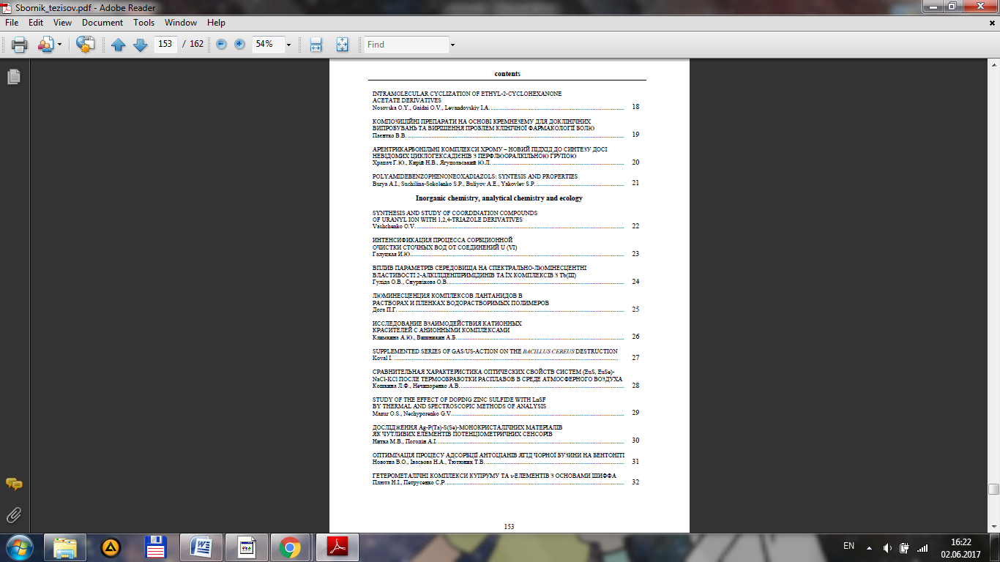 Sbornik_tezisov.pdf - Adobe Reader
File Edit View Document Tools Window Help
153 / 162 54% Find
contents
INTRAMOLECULAR CYCLIZATION OF ETHYL-2-CYCLOHEXANONE
ACETATE DERIVATIVES
Nosovska O.Y., Gaidai O.V., Levandovskiy I.A. 18
КОМПОЗИЦІЙНІ ПРЕПАРАТИ НА ОСНОВІ КРЕМНЕЗЕМУ ДЛЯ ДОКЛІНІЧНИХ
ВИПРОБУВАНЬ ТА ВИРІШЕННЯ ПРОБЛЕМ КЛІНІЧНОЇ ФАРМАКОЛОГІЇ БОЛЮ
Паєнтко В.В. 19
АРЕНТРИКАРБОНІЛЬНІ КОМПЛЕКСИ ХРОМУ – НОВИЙ ПІДХІД ДО СИНТЕЗУ ДОСІ
НЕВІДОМИХ ЦИКЛОГЕКСАДІЄНІВ З ПЕРФЛЮОРАЛКІЛЬНОЮ ГРУПОЮ
Храпач Г.Ю., Кирій Н.В., Ягупольський Ю.Л. 20
POLYAMIDEBENZOPHENONEOXADIAZOLS: SYNTESIS AND PROPERTIES
Burya A.I., Suchilina-Sokolenko S.P., Buliyov A.E., Yakovlev S.P. 21
Inorganic chemistry, analytical chemistry and ecology
SYNTHESIS AND STUDY OF COORDINATION COMPOUNDS
OF URANYL ION WITH 1,2,4-TRIAZOLE DERIVATIVES
Vashchenko O.V. 22
ИНТЕНСИФИКАЦИЯ ПРОЦЕССА СОРБЦИОННОЙ
ОЧИСТКИ СТОЧНЫХ ВОД ОТ СОЕДИНЕНИЙ U (VI)
Галуцкая И.Ю. 23
ВПЛИВ ПАРАМЕТРІВ СЕРЕДОВИЩА НА СПЕКТРАЛЬНО-ЛЮМІНЕСЦЕНТНІ
ВЛАСТИВОСТІ 2-АЛКІЛІДЕНПІРИМІДИНІВ ТА ЇХ КОМПЛЕКСІВ З Tb(III)
Гуліда О.В., Снурнікова О.В. 24
ЛЮМИНЕСЦЕНЦИЯ КОМПЛЕКСОВ ЛАНТАНИДОВ В
РАСТВОРАХ И ПЛЕНКАХ ВОДОРАСТВОРИМЫХ ПОЛИМЕРОВ
Дога П.Г. 25
ИССЛЕДОВАНИЕ ВЗАИМОДЕЙСТВИЯ КАТИОННЫХ
КРАСИТЕЛЕЙ С АНИОННЫМИ КОМПЛЕКСАМИ
Климкина А.Ю., Вишникин А.Б. 26
SUPPLEMENTED SERIES OF GAS/US-ACTION ON THE BACILLUS CEREUS DESTRUCTION
Koval I. 27
СРАВНИТЕЛЬНАЯ ХАРАКТЕРИСТИКА ОПТИЧЕСКИХ СВОЙСТВ СИСТЕМ (EuS, EuSe)-
NaCl-KCl ПОСЛЕ ТЕРМООБРАБОТКИ РАСПЛАВОВ В СРЕДЕ АТМОСФЕРНОГО ВОЗДУХА
Кошкина Л.Ф., Нечипоренко А.В. 28
STUDY OF THE EFFECT OF DOPING ZINC SULFIDE WITH LnSF
BY THERMAL AND SPECTROSCOPIC METHODS OF ANALYSIS
Mazur O.S., Nechyporenko G.V. 29
ДОСЛІДЖЕННЯ Ag-P(Ta)-S(Se)-МОНОКРИСТАЛІЧНИХ МАТЕРІАЛІВ
ЯК ЧУТЛИВИХ ЕЛЕМЕНТІВ ПОТЕНЦІОМЕТРИЧНИХ СЕНСОРІВ
Нитка М.В., Погодін А.І. 30
ОПТИМІЗАЦІЯ ПРОЦЕСУ АДСОРБЦІЇ АНТОЦІАНІВ ЯГІД ЧОРНОЇ БУЗИНИ НА БЕНТОНІТІ
Новотна В.О., Івасьова Н.А., Тютюник Т.В. 31
ГЕТЕРОМЕТАЛІЧНІ КОМПЛЕКСИ КУПРУМУ ТА s-ЕЛЕМЕНТІВ З ОСНОВАМИ ШИФФА
Плюта Н.І., Петрусенко С.Р. 32
153
EN 16:22
02.06.2017